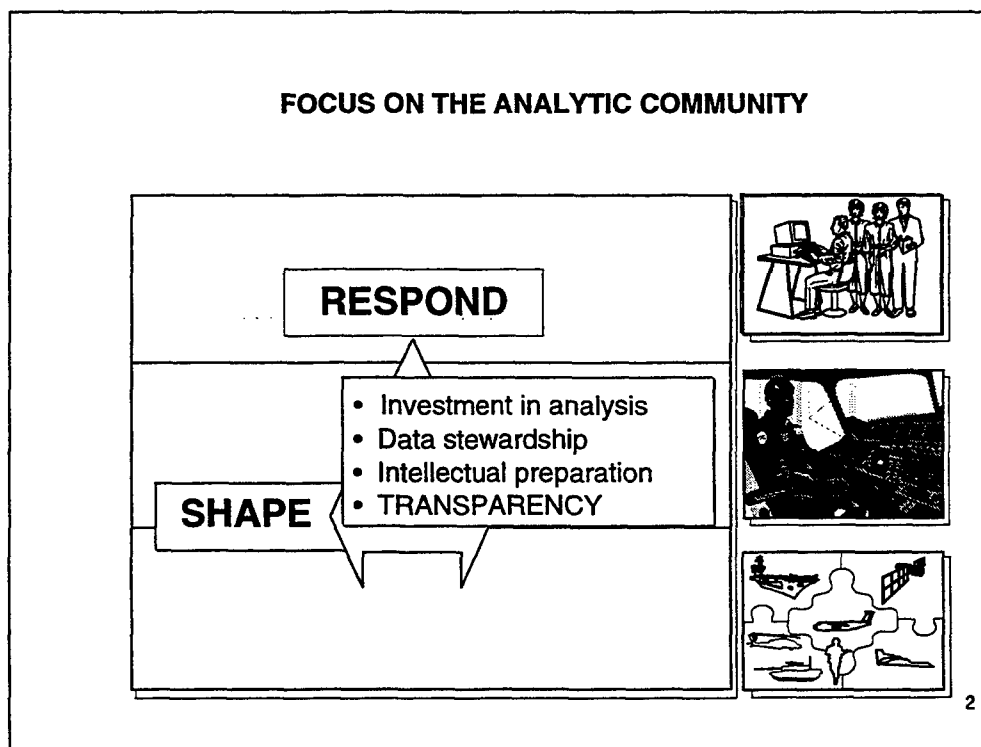 FOCUS ON THE ANALYTIC COMMUNITY
RESPOND
• Investment in analysis
• Data stewardship
• Intellectual preparation
• TRANSPARENCY
SHAPE
2